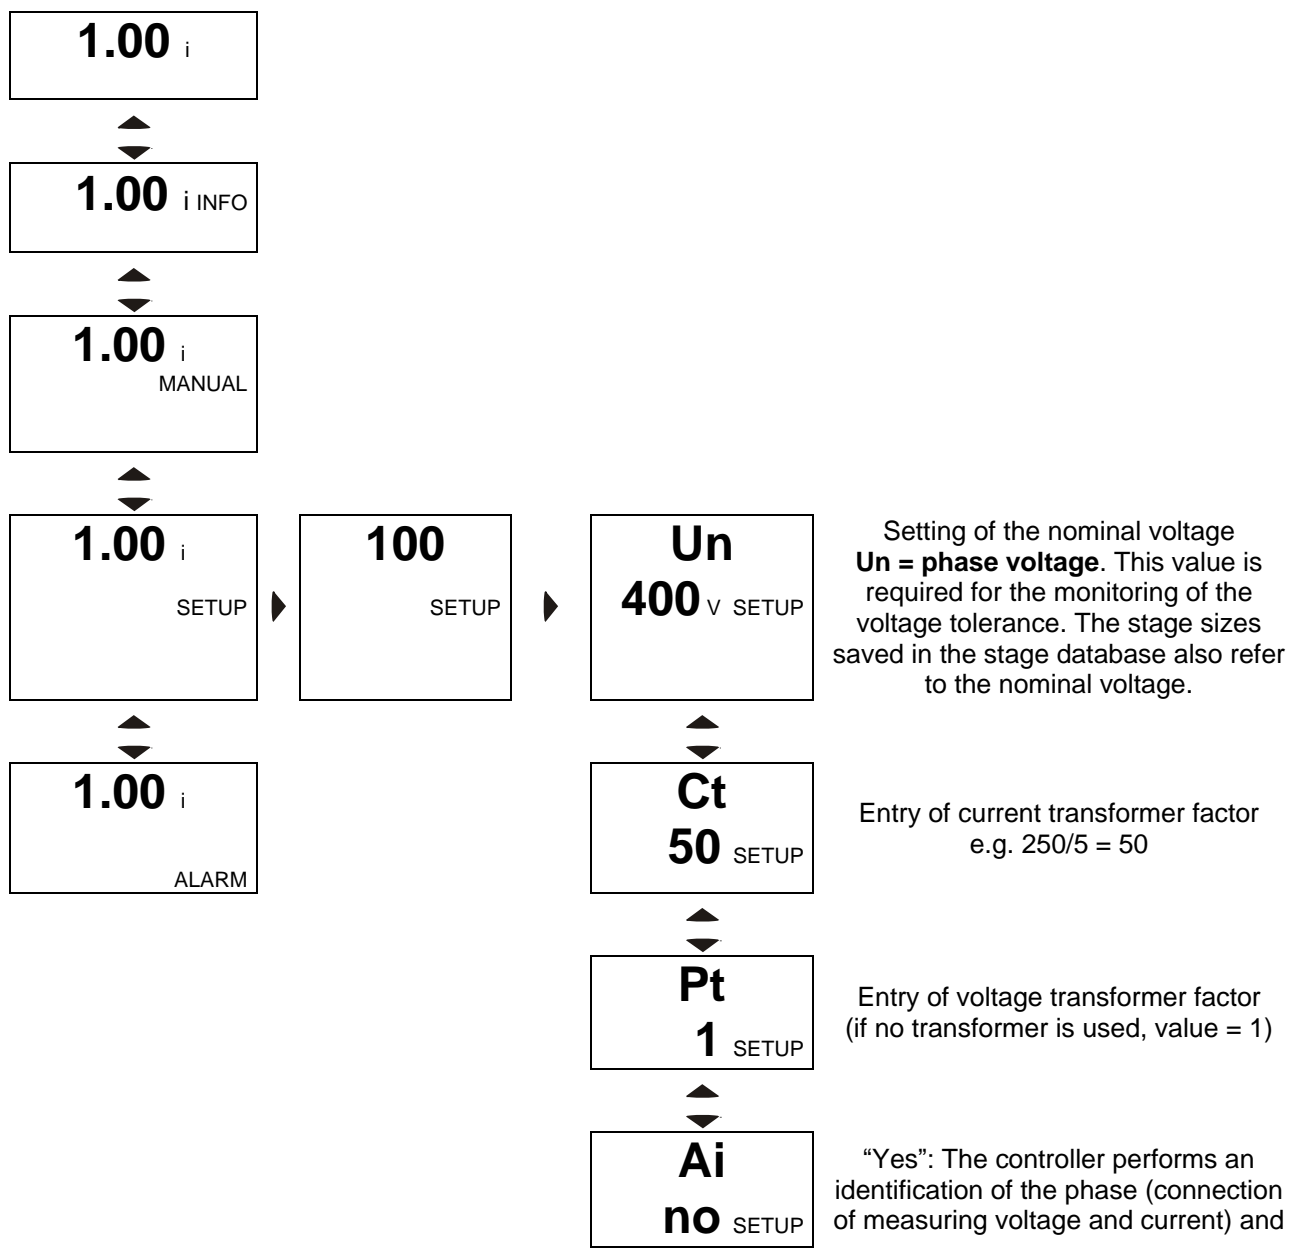 1.00 i
1.00 i INFO
1.00 i
MANUAL
1.00 i
SETUP
100
SETUP
Un
400 V SETUP
Setting of the nominal voltage
Un = phase voltage. This value is
required for the monitoring of the
voltage tolerance. The stage sizes
saved in the stage database also refer
to the nominal voltage.
1.00 i
ALARM
Ct
50 SETUP
Entry of current transformer factor
e.g. 250/5 = 50
Pt
1 SETUP
Entry of voltage transformer factor
(if no transformer is used, value = 1)
Ai
no SETUP
“Yes”: The controller performs an
identification of the phase (connection
of measuring voltage and current) and